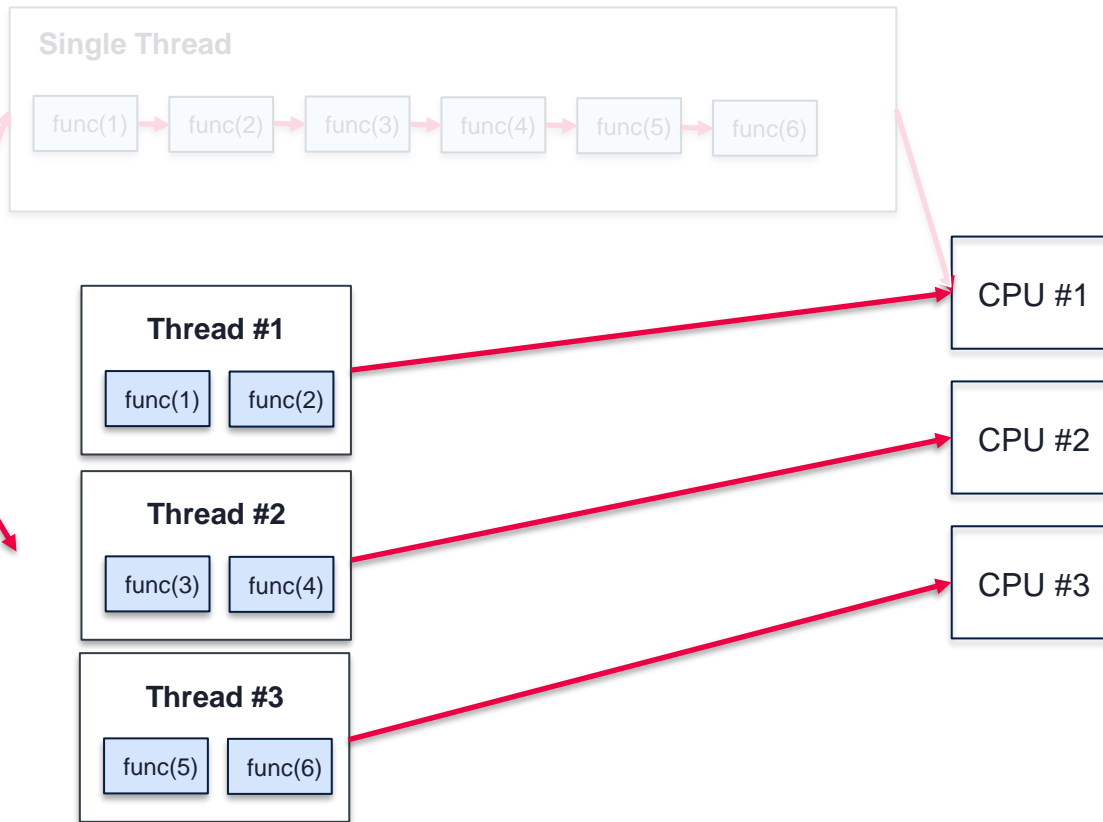 Single Thread
func(1) func(2) func(3) func(4) func(5) func(6)
Thread #1
func(1) func(2)
Thread #2
func(3) func(4)
Thread #3
func(5) func(6)
CPU #1
CPU #2
CPU #3